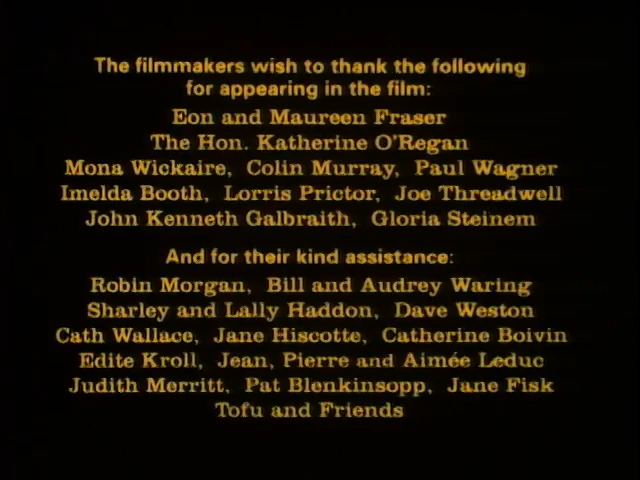 The filmmakers wish to thank the following
for appearing in the film:
Eon and Maureen Fraser
The Hon. Katherine O'Regan
Mona Wickaire, Colin Murray, Paul Wagner
Imelda Booth, Lorris Prictor, Joe Threadwell
John Kenneth Galbraith, Gloria Steinem
And for their kind assistance:
Robin Morgan, Bill and Audrey Waring
Sharley and Lally Haddon, Dave Weston
Cath Wallace, Jane Hiscotte, Catherine Boivin
Edite Kroll, Jean, Pierre and Aimée Leduc
Judith Merritt, Pat Blenkinsopp, Jane Fisk
Tofu and Friends